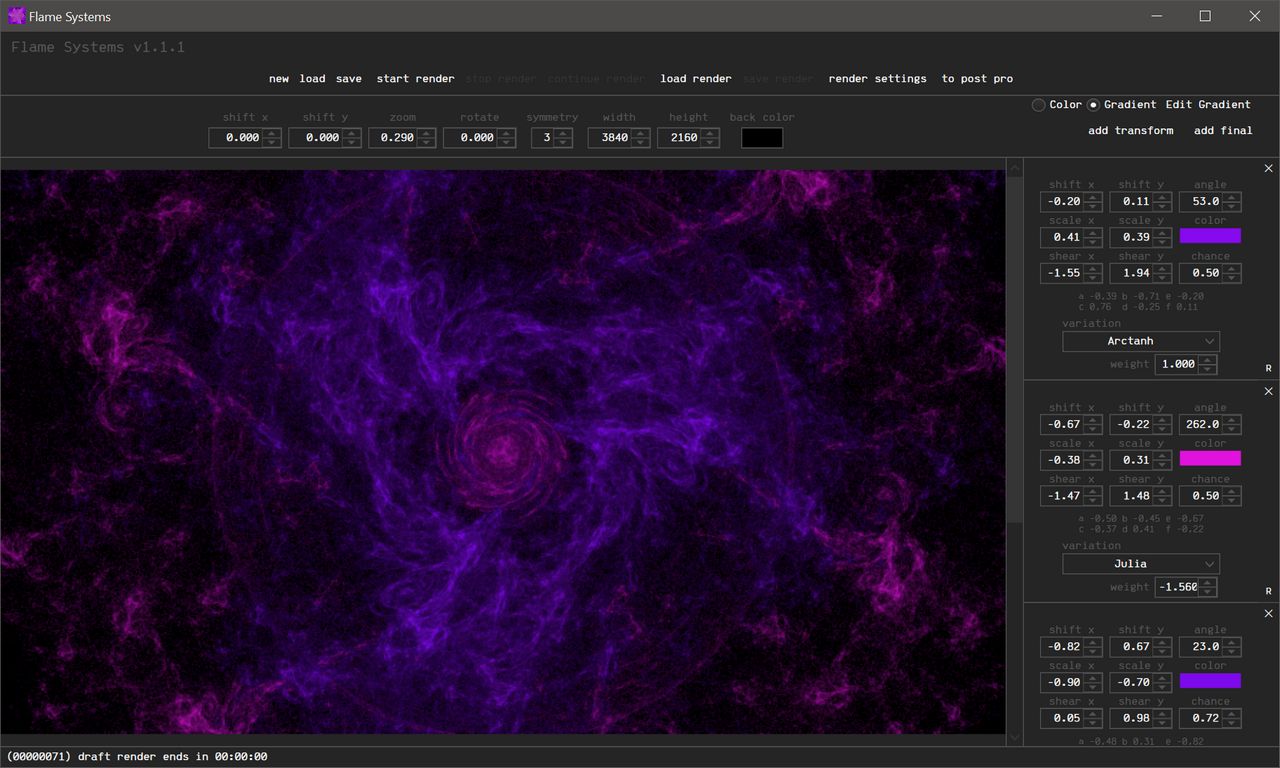 Flame Systems
Flame Systems v1.1.1
new load save start render stop render continue render load render save render render settings to post pro
Color Gradient Edit Gradient
add transform add final
shift x shift y zoom rotate symmetry width height back color
0.000 0.000 0.290 0.000 3 3840 2160
shift x shift y angle
-0.20 0.11 53.0
scale x scale y color
0.41 0.39
shear x shear y chance
-1.55 1.94 0.50
a -0.39 b -0.71 e -0.20
c 0.76 d -0.25 f 0.11
variation
Arctanh
weight 1.000
R
shift x shift y angle
-0.67 -0.22 262.0
scale x scale y color
-0.38 0.31
shear x shear y chance
-1.47 1.48 0.50
a -0.50 b -0.45 e -0.67
c -0.37 d 0.41 f -0.22
variation
Julia
weight -1.560
R
shift x shift y angle
-0.82 0.67 23.0
scale x scale y color
-0.90 -0.70
shear x shear y chance
0.05 0.98 0.72
a -0.48 b 0.31 e -0.82
(00000071) draft render ends in 00:00:00